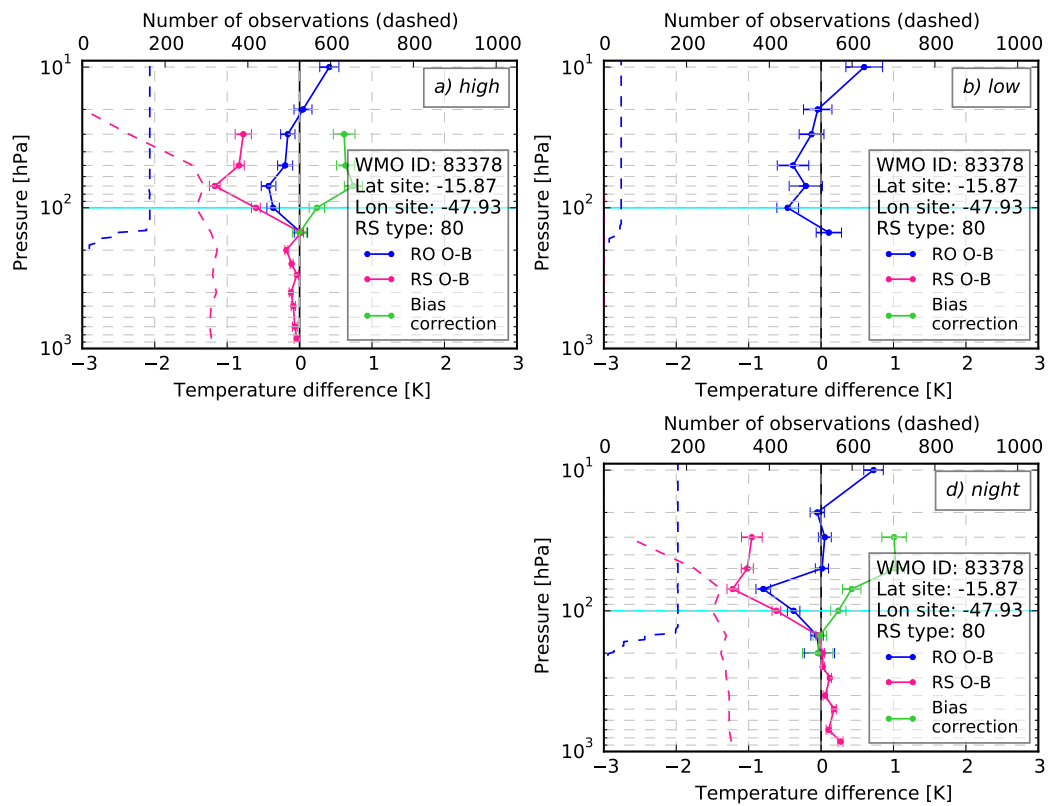 Number of observations (dashed)
0 200 400 600 800 1000
10^1
10^2
10^3
Pressure [hPa]
a) high
WMO ID: 83378
Lat site: -15.87
Lon site: -47.93
RS type: 80
RO O-B
RS O-B
Bias
correction
−3 −2 −1 0 1 2 3
Temperature difference [K]
Number of observations (dashed)
0 200 400 600 800 1000
10^1
10^2
10^3
Pressure [hPa]
b) low
WMO ID: 83378
Lat site: -15.87
Lon site: -47.93
RS type: 80
RO O-B
RS O-B
Bias
correction
−3 −2 −1 0 1 2 3
Temperature difference [K]
Number of observations (dashed)
0 200 400 600 800 1000
10^1
10^2
10^3
Pressure [hPa]
d) night
WMO ID: 83378
Lat site: -15.87
Lon site: -47.93
RS type: 80
RO O-B
RS O-B
Bias
correction
−3 −2 −1 0 1 2 3
Temperature difference [K]